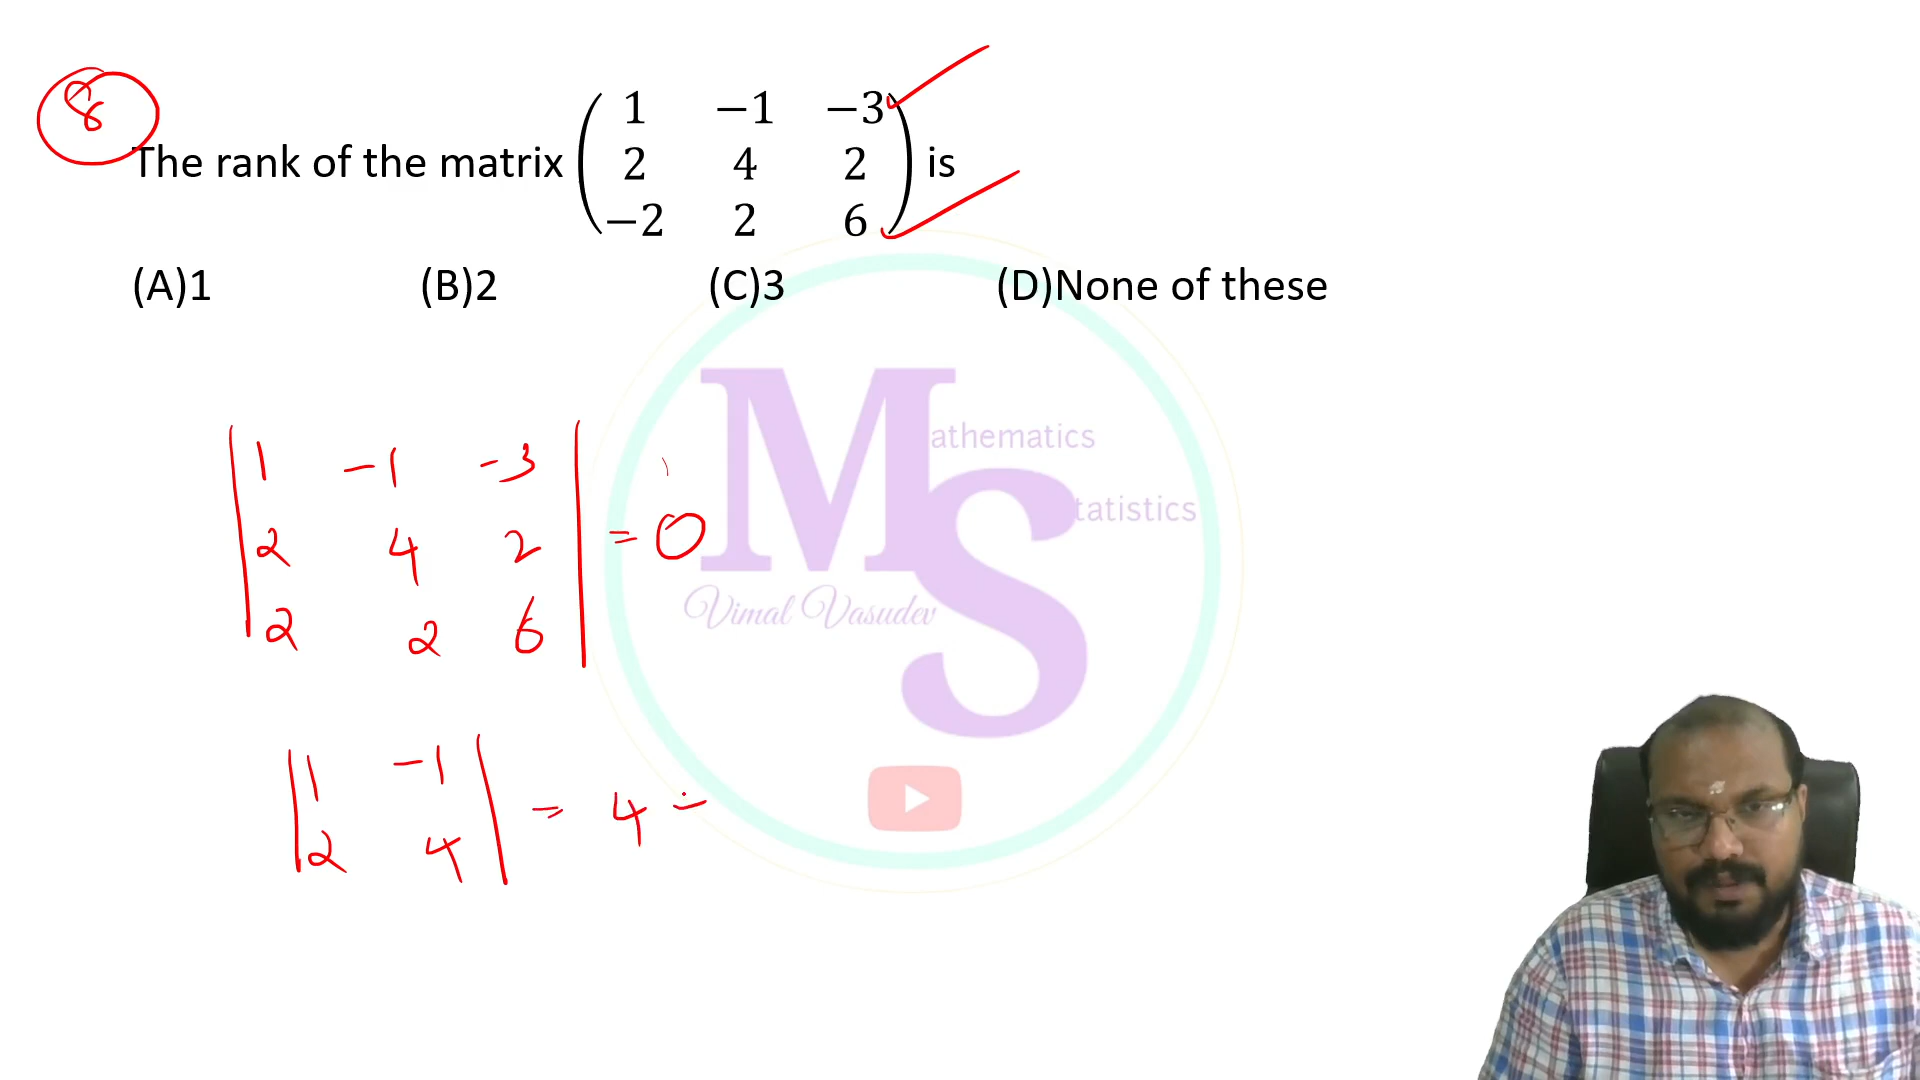 8
The rank of the matrix ( 1 −1 −3
2 4 2
−2 2 6 ) is
(A)1 (B)2 (C)3 (D)None of these
Mathematics
Statistics
Vimal Vasudev
| 1 -1 -3
2 4 2
2 2 6 | = 0
| 1 -1
2 4 | = 4 -